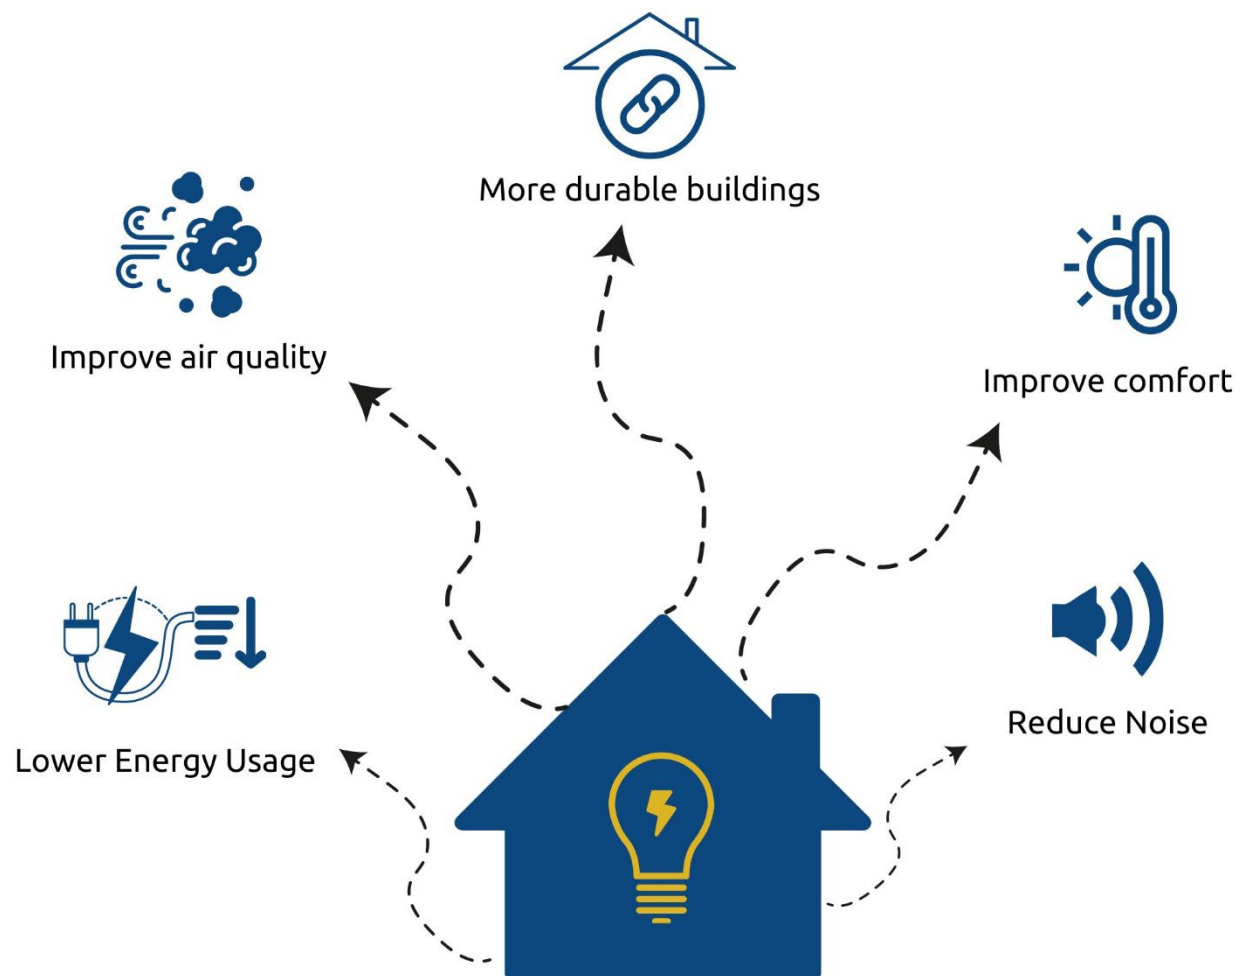 More durable buildings
Improve air quality
Improve comfort
Lower Energy Usage
Reduce Noise